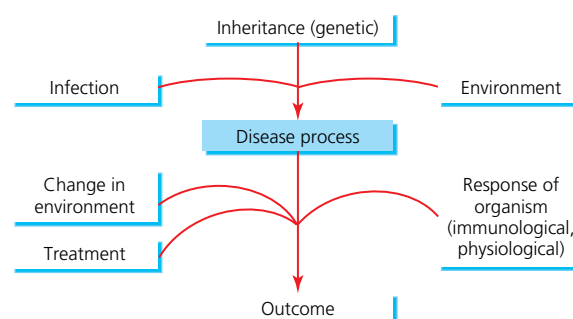 Inheritance (genetic)
Infection
Environment
Disease process
Change in
environment
Treatment
Response of
organism
(immunological,
physiological)
Outcome